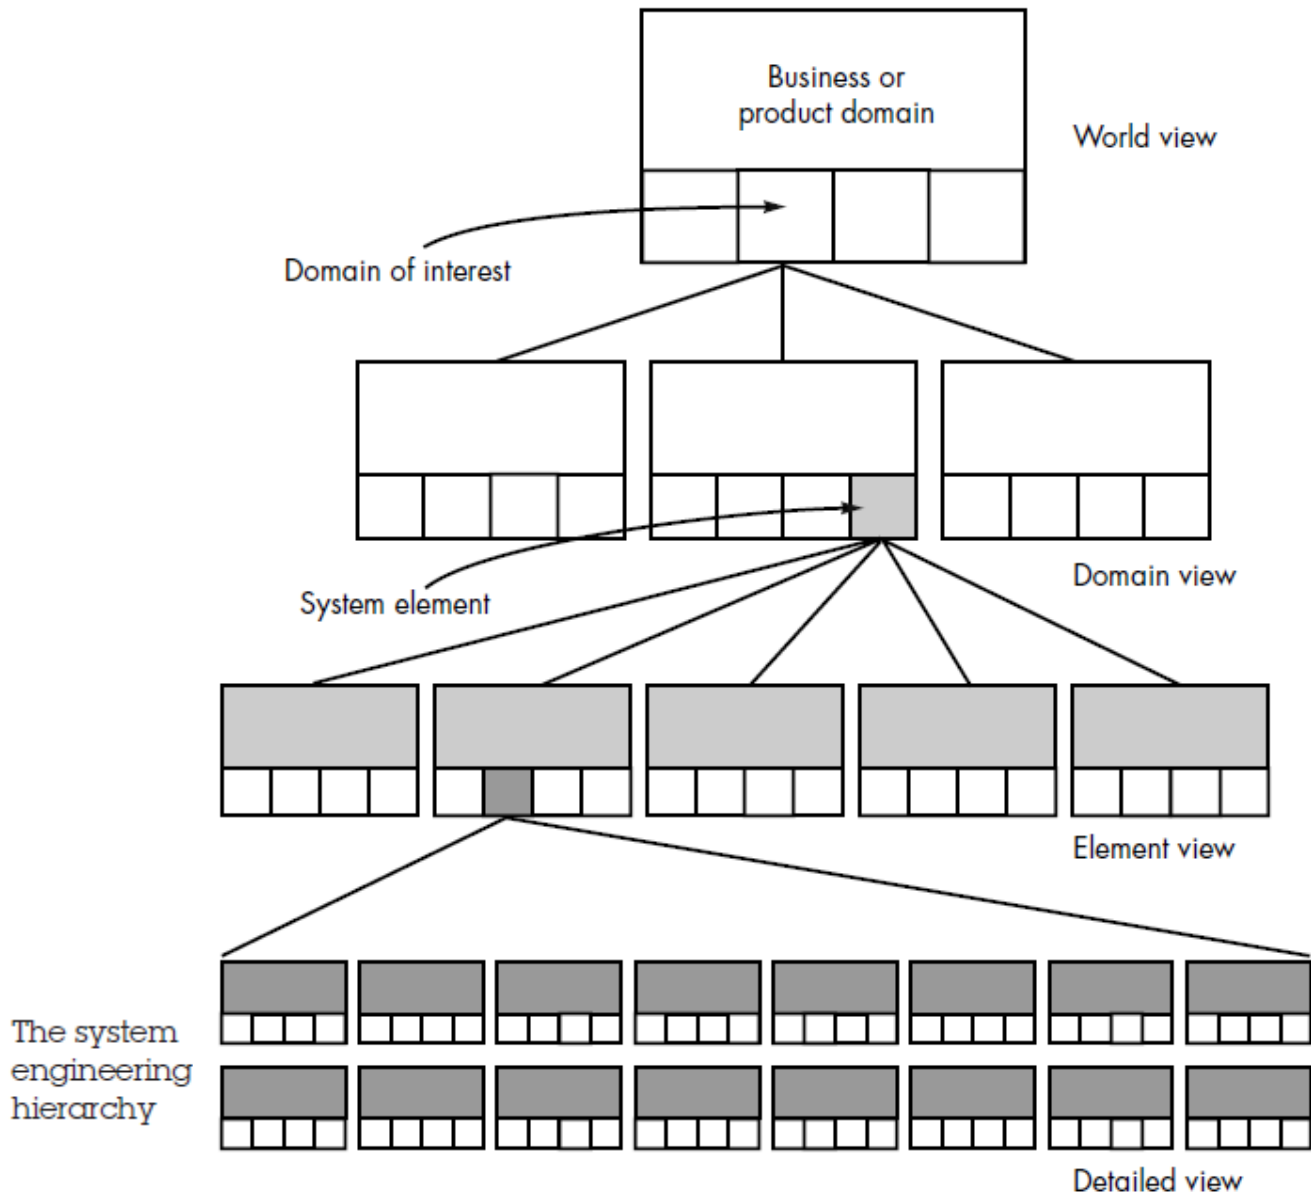 Business or
product domain
World view
Domain of interest
Domain view
System element
Element view
The system
engineering
hierarchy
Detailed view